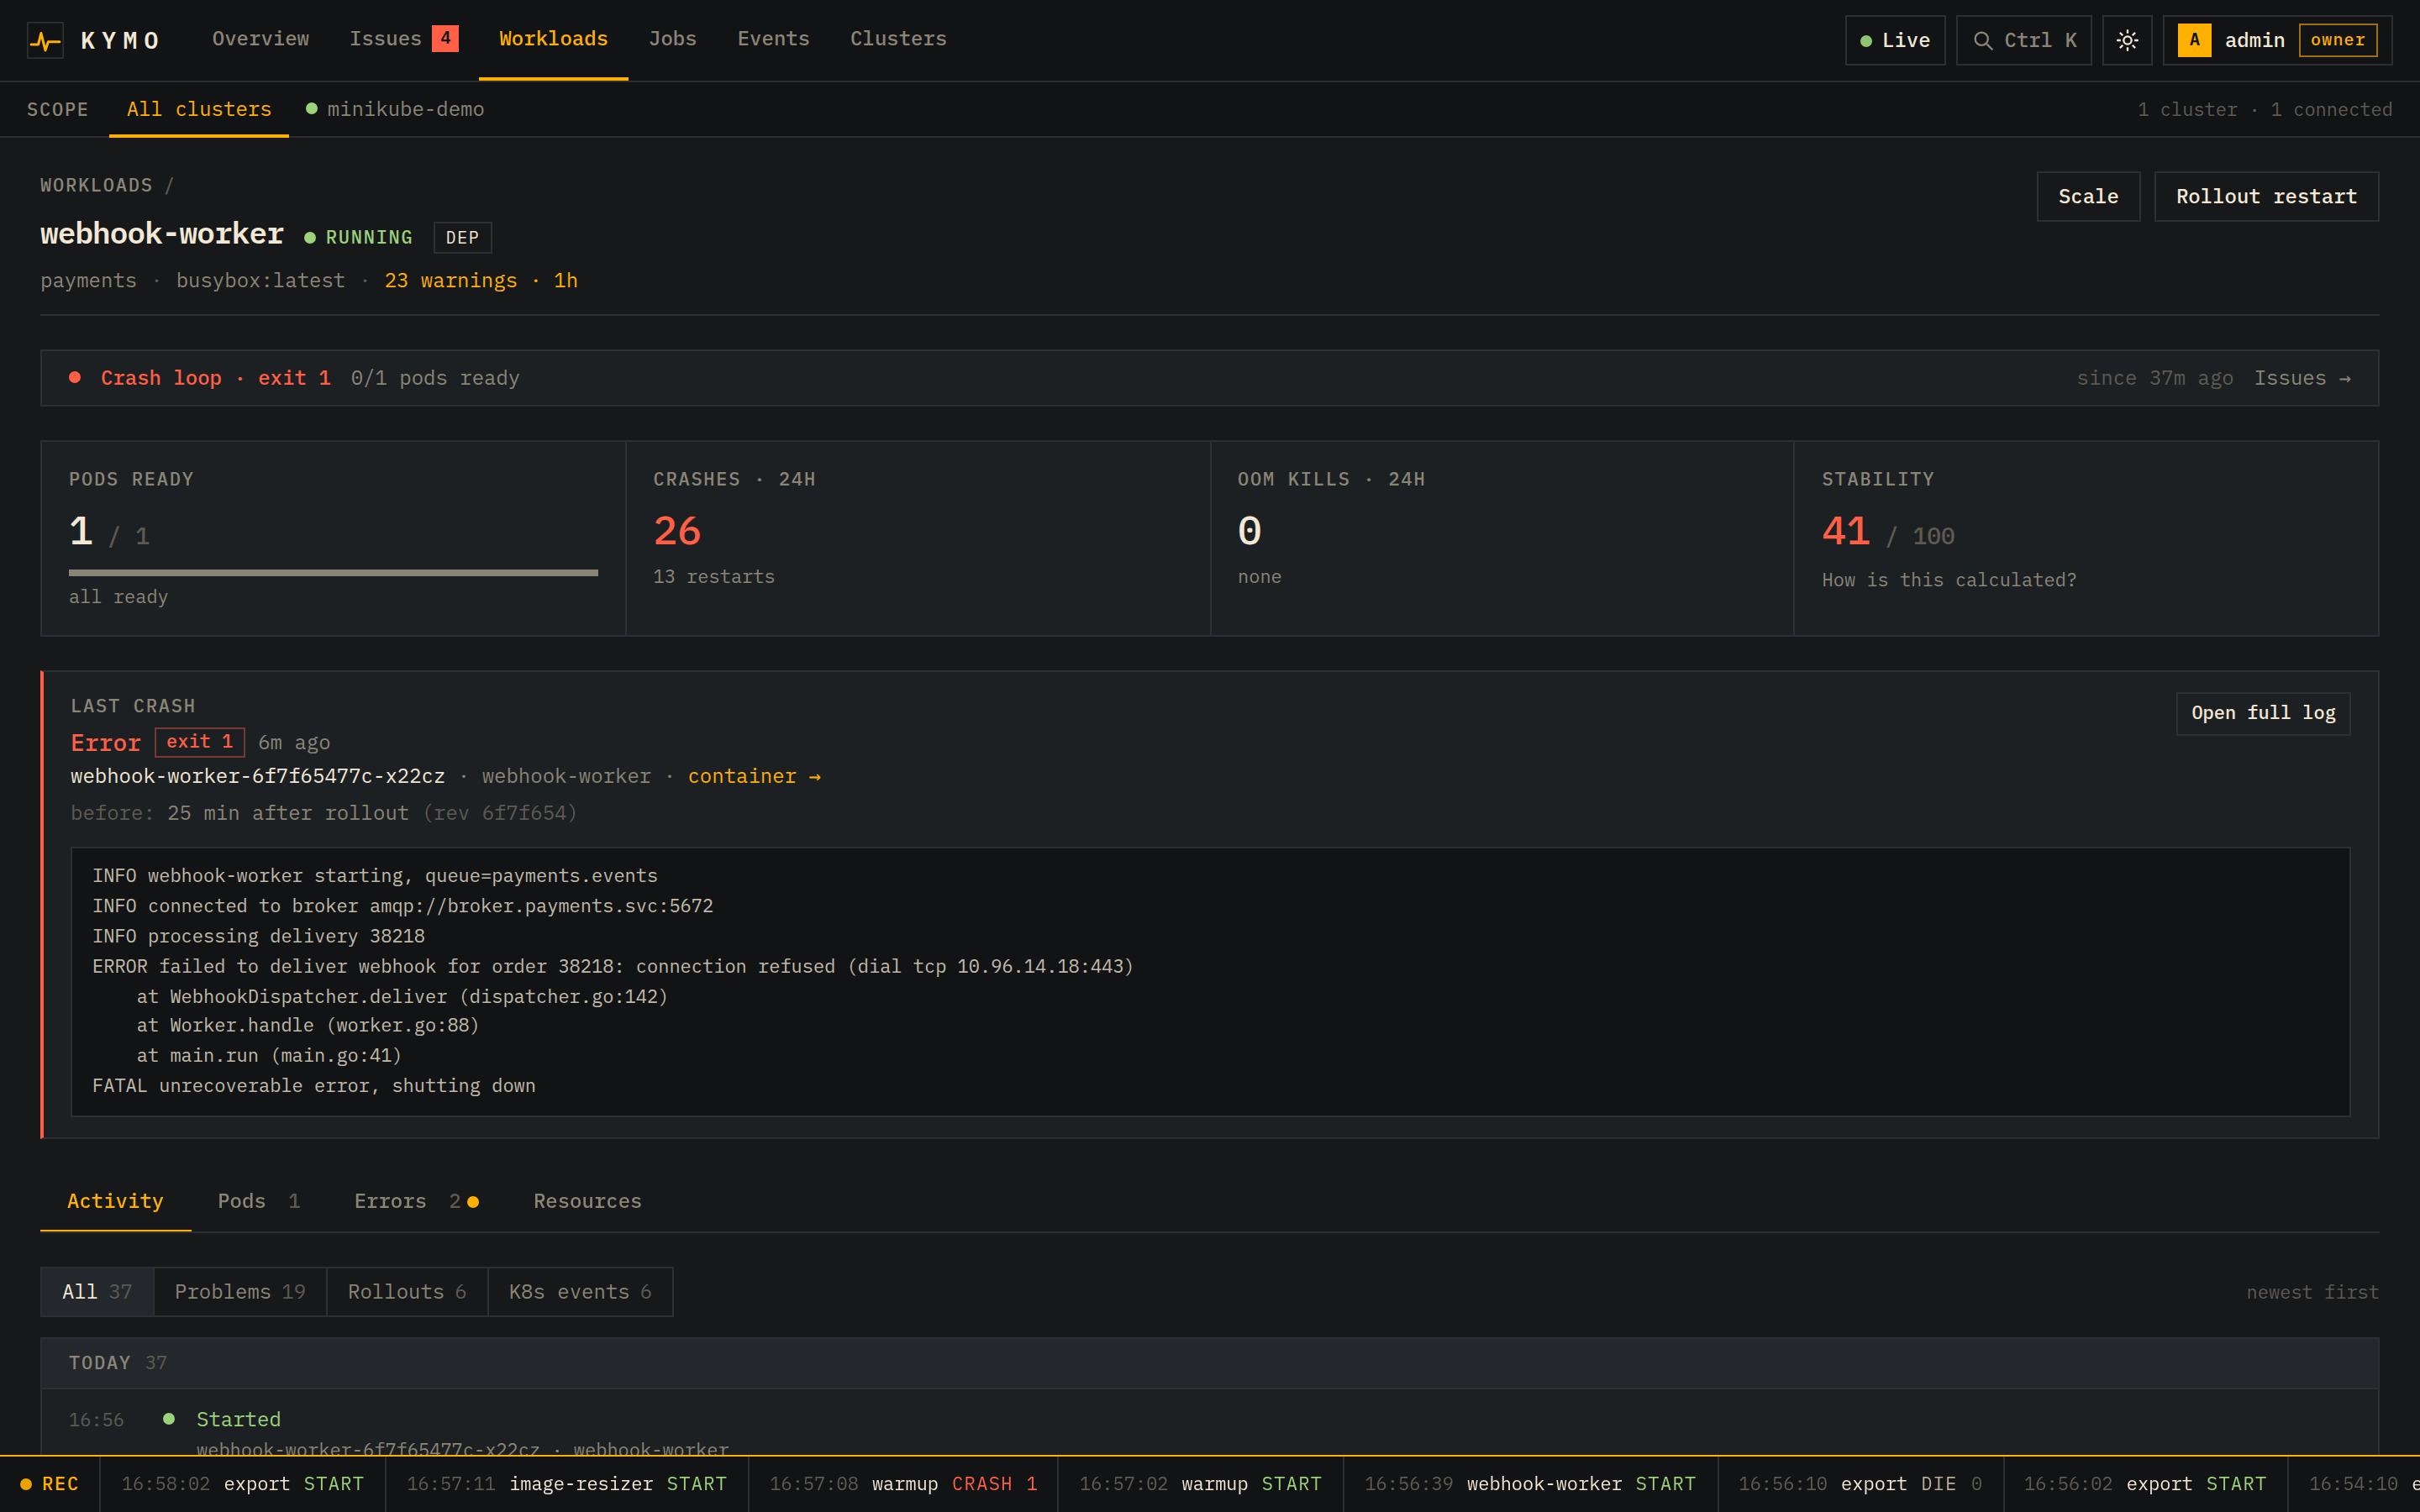 KYMO Overview Issues 4 Workloads Jobs Events Clusters Live Ctrl K A admin owner
SCOPE All clusters minikube-demo 1 cluster · 1 connected
WORKLOADS /
Scale Rollout restart
webhook-worker RUNNING DEP
payments · busybox:latest · 23 warnings · 1h
Crash loop · exit 1 0/1 pods ready since 37m ago Issues →
PODS READY
1 / 1
all ready
CRASHES · 24H
26
13 restarts
OOM KILLS · 24H
0
none
STABILITY
41 / 100
How is this calculated?
LAST CRASH
Open full log
Error exit 1 6m ago
webhook-worker-6f7f65477c-x22cz · webhook-worker · container →
before: 25 min after rollout (rev 6f7f654)
INFO webhook-worker starting, queue=payments.events
INFO connected to broker amqp://broker.payments.svc:5672
INFO processing delivery 38218
ERROR failed to deliver webhook for order 38218: connection refused (dial tcp 10.96.14.18:443)
at WebhookDispatcher.deliver (dispatcher.go:142)
at Worker.handle (worker.go:88)
at main.run (main.go:41)
FATAL unrecoverable error, shutting down
Activity Pods 1 Errors 2 Resources
All 37 Problems 19 Rollouts 6 K8s events 6 newest first
TODAY 37
16:56 Started
webhook-worker-6f7f65477c-x22cz · webhook-worker
REC 16:58:02 export START 16:57:11 image-resizer START 16:57:08 warmup CRASH 1 16:57:02 warmup START 16:56:39 webhook-worker START 16:56:10 export DIE 0 16:56:02 export START 16:54:10